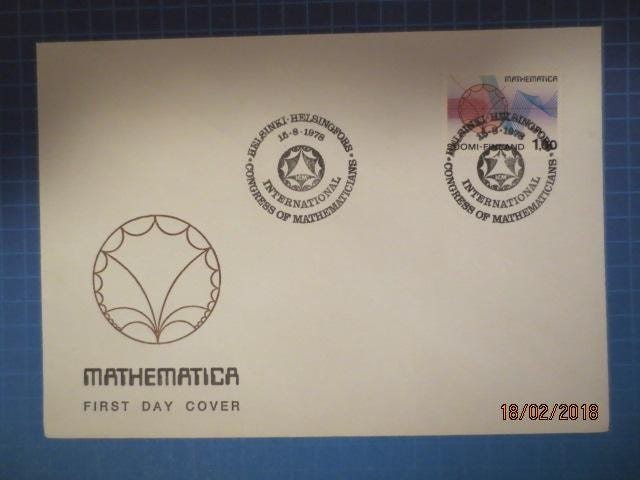 MATHEMATICA
SUOMI-FINLAND 1,00
• HELSINKI-HELSINGFORS •
15-8-1978
INTERNATIONAL
CONGRESS OF MATHEMATICIANS
• HELSINKI-HELSINGFORS •
15-8-1978
INTERNATIONAL
CONGRESS OF MATHEMATICIANS
MATHEMATICA
FIRST DAY COVER
18/02/2018